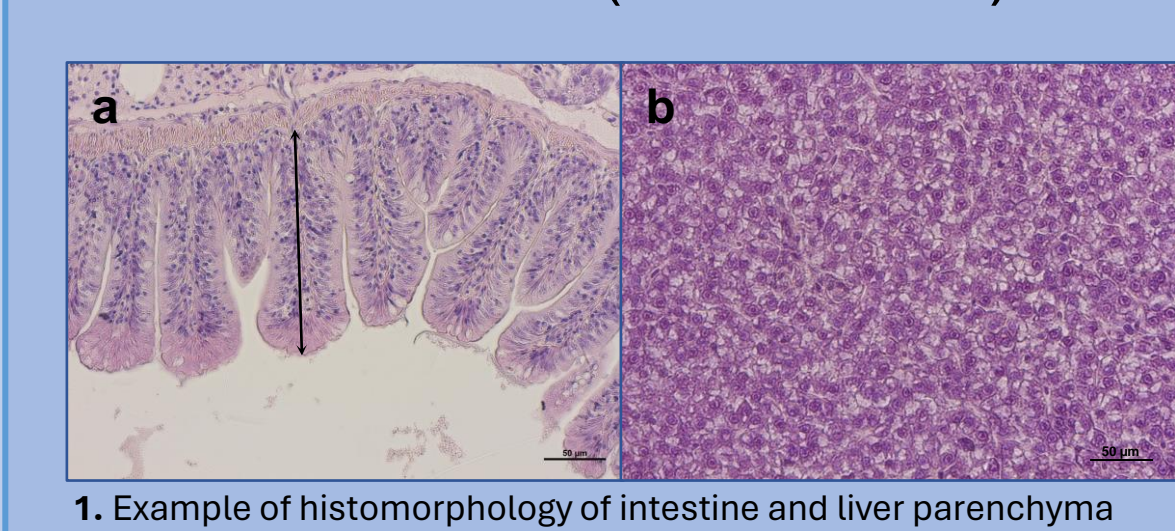 a
b
50 µm
50 µm
1. Example of histomorphology of intestine and liver parenchyma